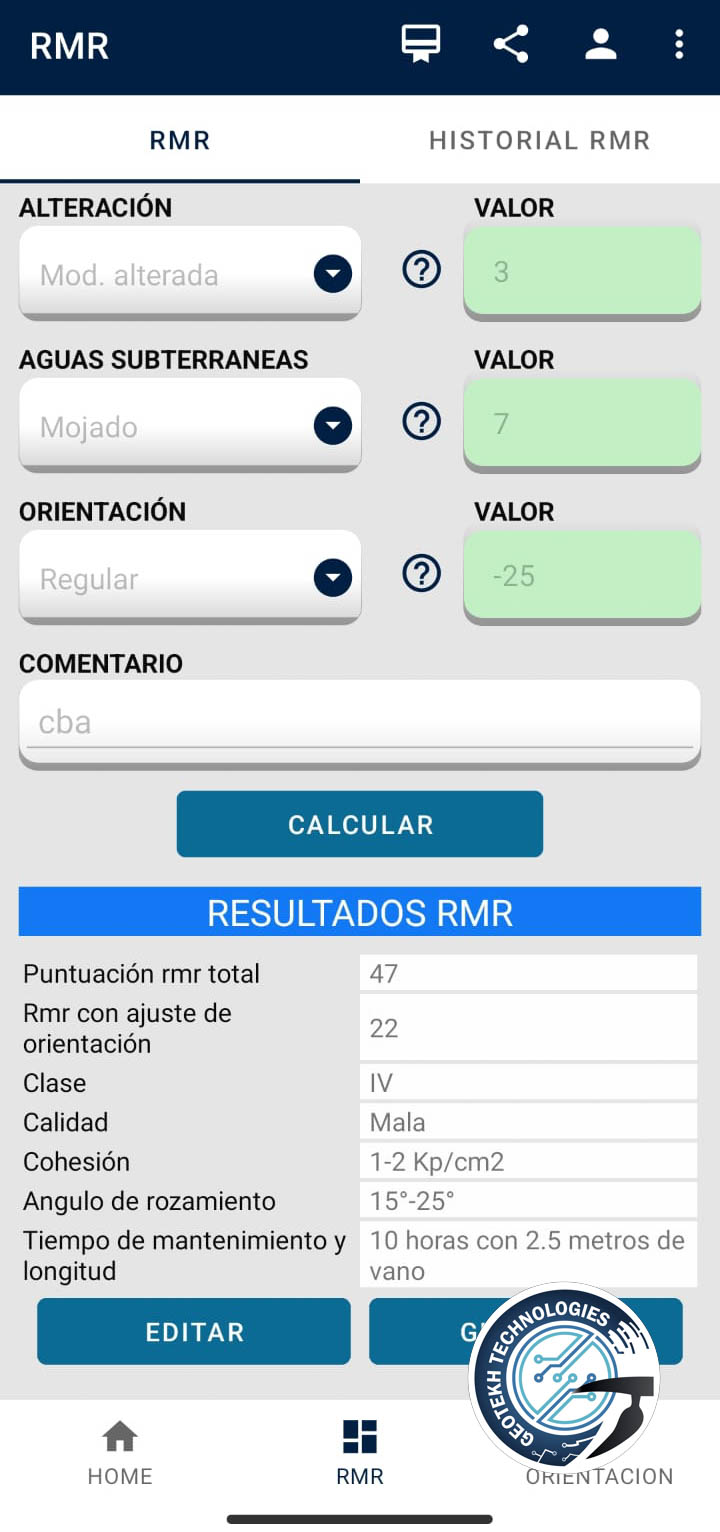 RMR
RMR HISTORIAL RMR
ALTERACIÓN VALOR
Mod. alterada ? 3
AGUAS SUBTERRANEAS VALOR
Mojado ? 7
ORIENTACIÓN VALOR
Regular ? -25
COMENTARIO
cba
CALCULAR
RESULTADOS RMR
Puntuación rmr total 47
Rmr con ajuste de
orientación 22
Clase IV
Calidad Mala
Cohesión 1-2 Kp/cm2
Angulo de rozamiento 15°-25°
Tiempo de mantenimiento y 10 horas con 2.5 metros de
longitud vano
EDITAR
GEOTEKH TECHNOLOGIES
HOME RMR ORIENTACION